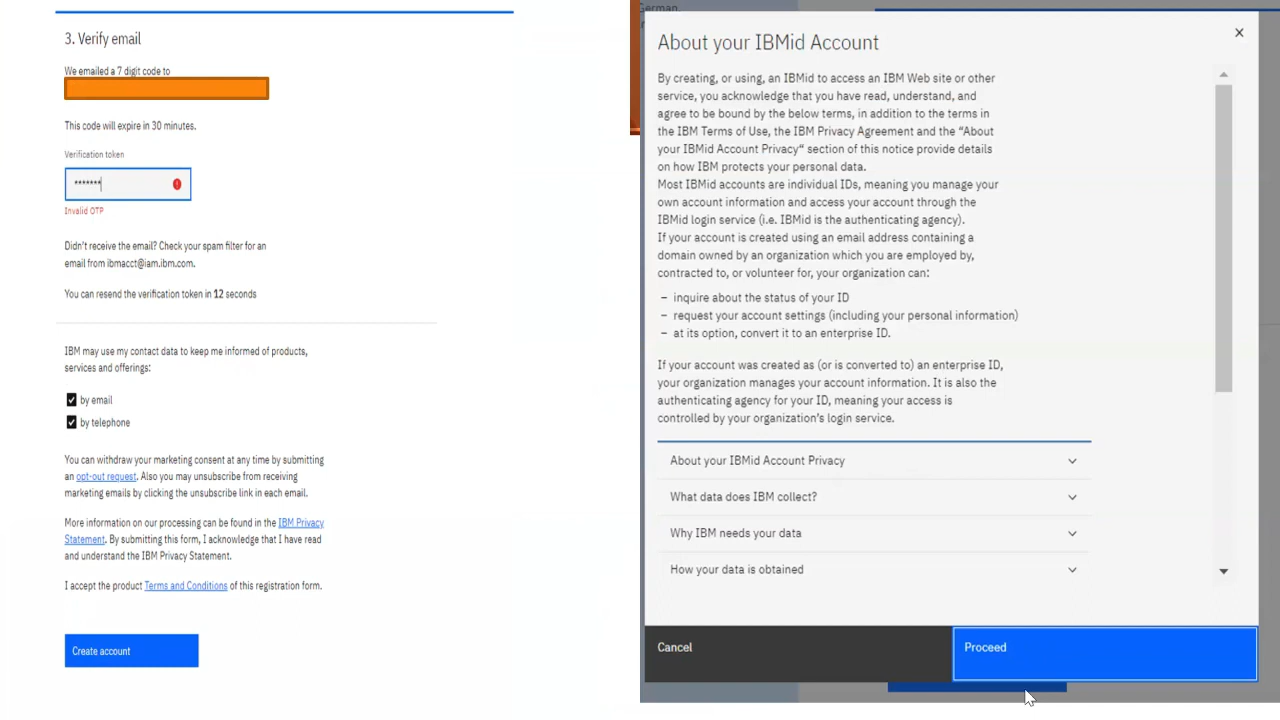 3. Verify email
We emailed a 7 digit code to
This code will expire in 30 minutes.
Verification token
*******
Invalid OTP
Didn't receive the email? Check your spam filter for an
email from ibmacct@iam.ibm.com.
You can resend the verification token in 12 seconds
IBM may use my contact data to keep me informed of products,
services and offerings:
by email
by telephone
You can withdraw your marketing consent at any time by submitting
an opt-out request. Also you may unsubscribe from receiving
marketing emails by clicking the unsubscribe link in each email.
More information on our processing can be found in the IBM Privacy
Statement. By submitting this form, I acknowledge that I have read
and understand the IBM Privacy Statement.
I accept the product Terms and Conditions of this registration form.
Create account
German,
About your IBMid Account
By creating, or using, an IBMid to access an IBM Web site or other
service, you acknowledge that you have read, understand, and
agree to be bound by the below terms, in addition to the terms in
the IBM Terms of Use, the IBM Privacy Agreement and the “About
your IBMid Account Privacy“ section of this notice provide details
on how IBM protects your personal data.
Most IBMid accounts are individual IDs, meaning you manage your
own account information and access your account through the
IBMid login service (i.e. IBMid is the authenticating agency).
If your account is created using an email address containing a
domain owned by an organization which you are employed by,
contracted to, or volunteer for, your organization can:
– inquire about the status of your ID
– request your account settings (including your personal information)
– at its option, convert it to an enterprise ID.
If your account was created as (or is converted to) an enterprise ID,
your organization manages your account information. It is also the
authenticating agency for your ID, meaning your access is
controlled by your organization's login service.
About your IBMid Account Privacy
What data does IBM collect?
Why IBM needs your data
How your data is obtained
Cancel
Proceed